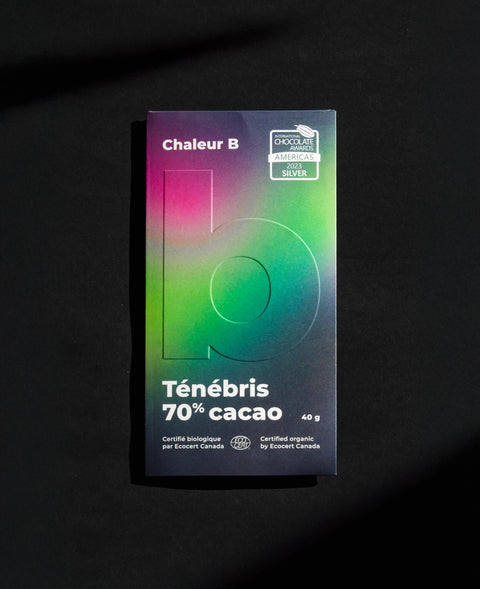 Chaleur B
INTERNATIONAL
CHOCOLATE
AWARDS
AMERICAS
2023
SILVER
b
Ténébris
70% cacao
40 g
Certifié biologique
par Ecocert Canada
Certified organic
by Ecocert Canada